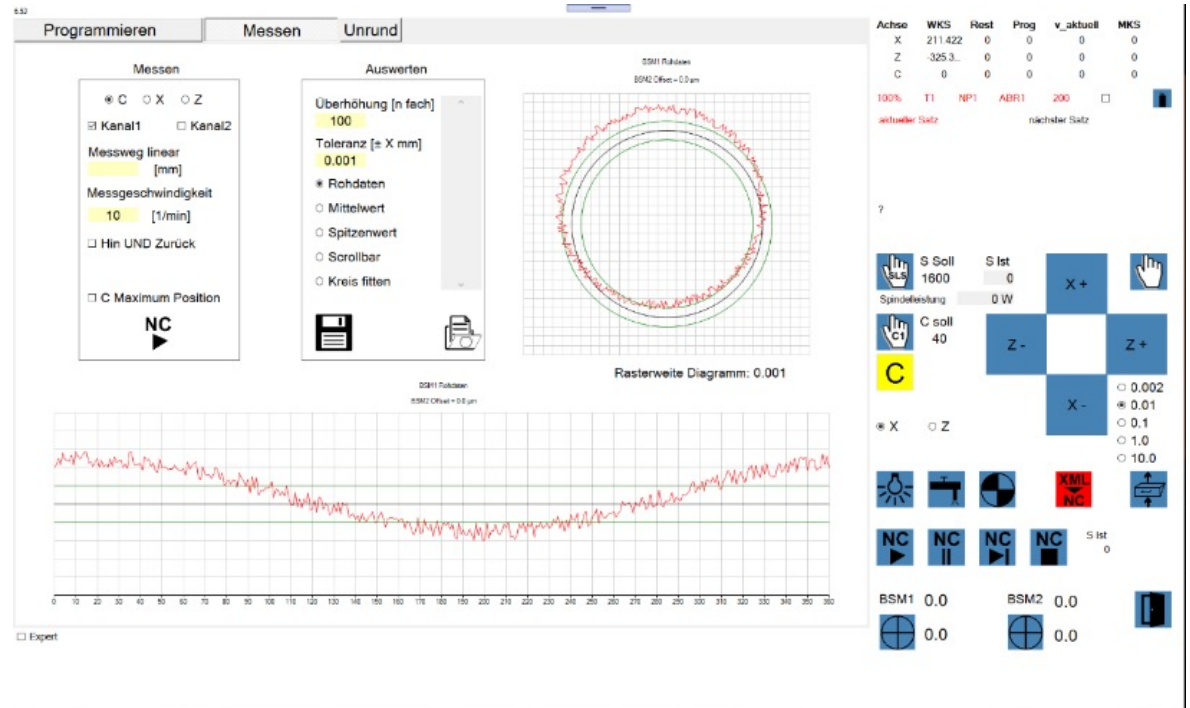 6.53
Programmieren Messen Unrund
Messen
C X Z
Kanal1 Kanal2
Messweg linear
[mm]
Messgeschwindigkeit
10 [1/min]
Hin UND Zurück
C Maximum Position
NC
Auswerten
Überhöhung [n fach]
100
Toleranz [± X mm]
0.001
Rohdaten
Mittelwert
Spitzenwert
Scrollbar
Kreis fitten
BSM1 Rohdaten
BSM2 Offset = 0.0 µm
Rasterweite Diagramm: 0.001
BSM1 Rohdaten
BSM2 Offset = 0.0 µm
0 10 20 30 40 50 60 70 80 90 100 110 120 130 140 150 160 170 180 190 200 210 220 230 240 250 260 270 280 290 300 310 320 330 340 350 360
Expert
Achse WKS Rest Prog v_aktuell MKS
X 211.422 0 0 0 0
Z -325.3... 0 0 0 0
C 0 0 0 0 0
100% T1 NP1 ABR1 200
aktueller Satz nächster Satz
?
SLS
S Soll S Ist
1600 0
Spindelleistung 0 W
C1
C soll
40
C
X +
Z - Z +
X -
X Z
0.002
0.01
0.1
1.0
10.0
XML
NC
NC NC NC NC
S Ist
0
BSM1 0.0 BSM2 0.0
0.0 0.0